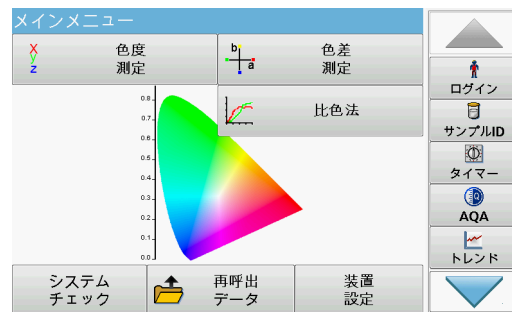 メインメニュー
X
Y
Z
色度
測定
b
a
色差
測定
比色法
0.8
0.7
0.6
0.5
0.4
0.3
0.2
0.1
0.0
システム
チェック
再呼出
データ
装置
設定
ログイン
サンプルID
タイマー
AQA
トレンド